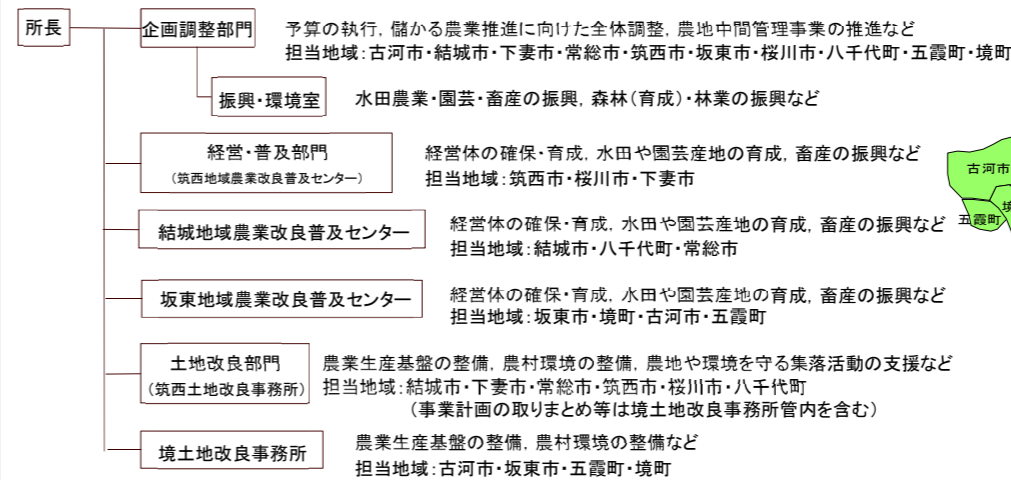 所長
企画調整部門
予算の執行，儲かる農業推進に向けた全体調整，農地中間管理事業の推進など
担当地域：古河市・結城市・下妻市・常総市・筑西市・坂東市・桜川市・八千代町・五霞町・境町
振興・環境室
水田農業・園芸・畜産の振興，森林（育成）・林業の振興など
経営・普及部門
（筑西地域農業改良普及センター）
経営体の確保・育成，水田や園芸産地の育成，畜産の振興など
担当地域：筑西市・桜川市・下妻市
結城地域農業改良普及センター
経営体の確保・育成，水田や園芸産地の育成，畜産の振興など
担当地域：結城市・八千代町・常総市
坂東地域農業改良普及センター
経営体の確保・育成，水田や園芸産地の育成，畜産の振興など
担当地域：坂東市・境町・古河市・五霞町
土地改良部門
（筑西土地改良事務所）
農業生産基盤の整備，農村環境の整備，農地や環境を守る集落活動の支援など
担当地域：結城市・下妻市・常総市・筑西市・桜川市・八千代町
（事業計画の取りまとめ等は境土地改良事務所管内を含む）
境土地改良事務所
農業生産基盤の整備，農村環境の整備など
担当地域：古河市・坂東市・五霞町・境町
古河市
五霞町